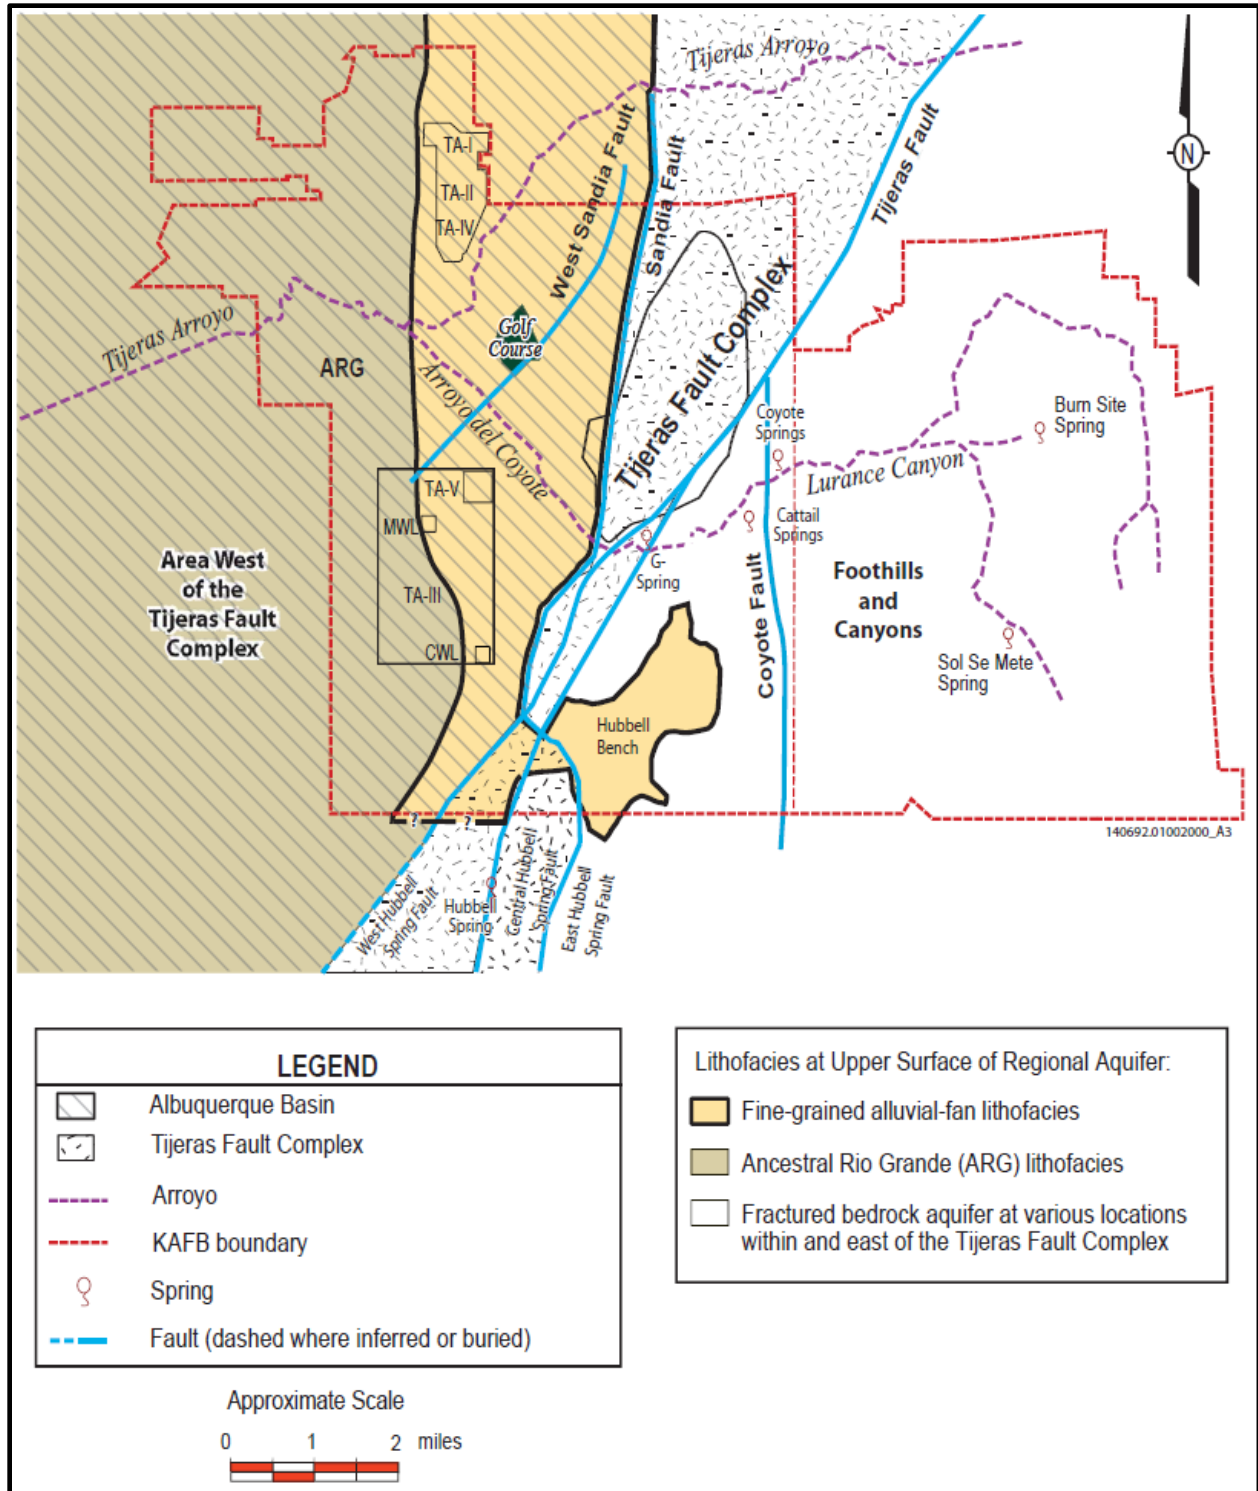 Tijeras Arroyo
N
TA-I
TA-II
TA-IV
West Sandia Fault
Sandia Fault
Tijeras Fault
Tijeras Fault Complex
Tijeras Arroyo
ARG
Golf
Course
Arroyo del Coyote
Coyote
Springs
Burn Site
Spring
Lurance Canyon
TA-V
MWL
Cattail
Springs
G-
Spring
Area West
of the
Tijeras Fault
Complex
TA-III
CWL
Foothills
and
Canyons
Coyote Fault
Sol Se Mete
Spring
Hubbell
Bench
?
?
140692.01002000_A3
West Hubbell
Spring Fault
Hubbell
Spring
Central Hubbell
Spring Fault
East Hubbell
Spring Fault
LEGEND
Albuquerque Basin
Tijeras Fault Complex
Arroyo
KAFB boundary
Spring
Fault (dashed where inferred or buried)
Lithofacies at Upper Surface of Regional Aquifer:
Fine-grained alluvial-fan lithofacies
Ancestral Rio Grande (ARG) lithofacies
Fractured bedrock aquifer at various locations
within and east of the Tijeras Fault Complex
Approximate Scale
0 1 2 miles